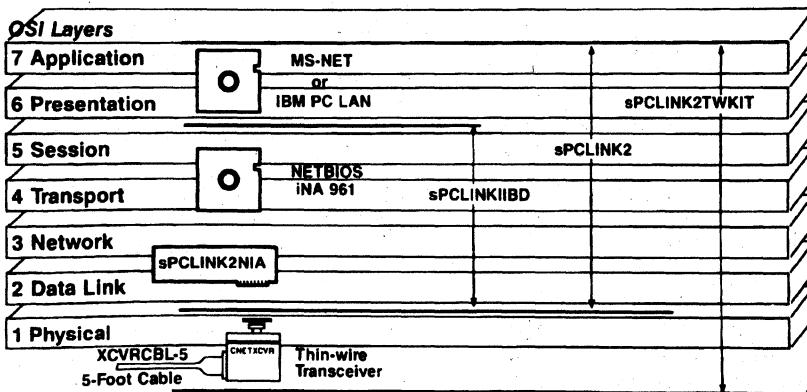 OSI Layers
7 Application
MS-NET
or
IBM PC LAN
6 Presentation
sPCLINK2TWKIT
sPCLINK2
5 Session
NETBIOS
iNA 961
sPCLINKIIBD
4 Transport
3 Network
sPCLINK2NIA
2 Data Link
1 Physical
CNETXCVR
XCVRCBL-5
5-Foot Cable
Thin-wire
Transceiver